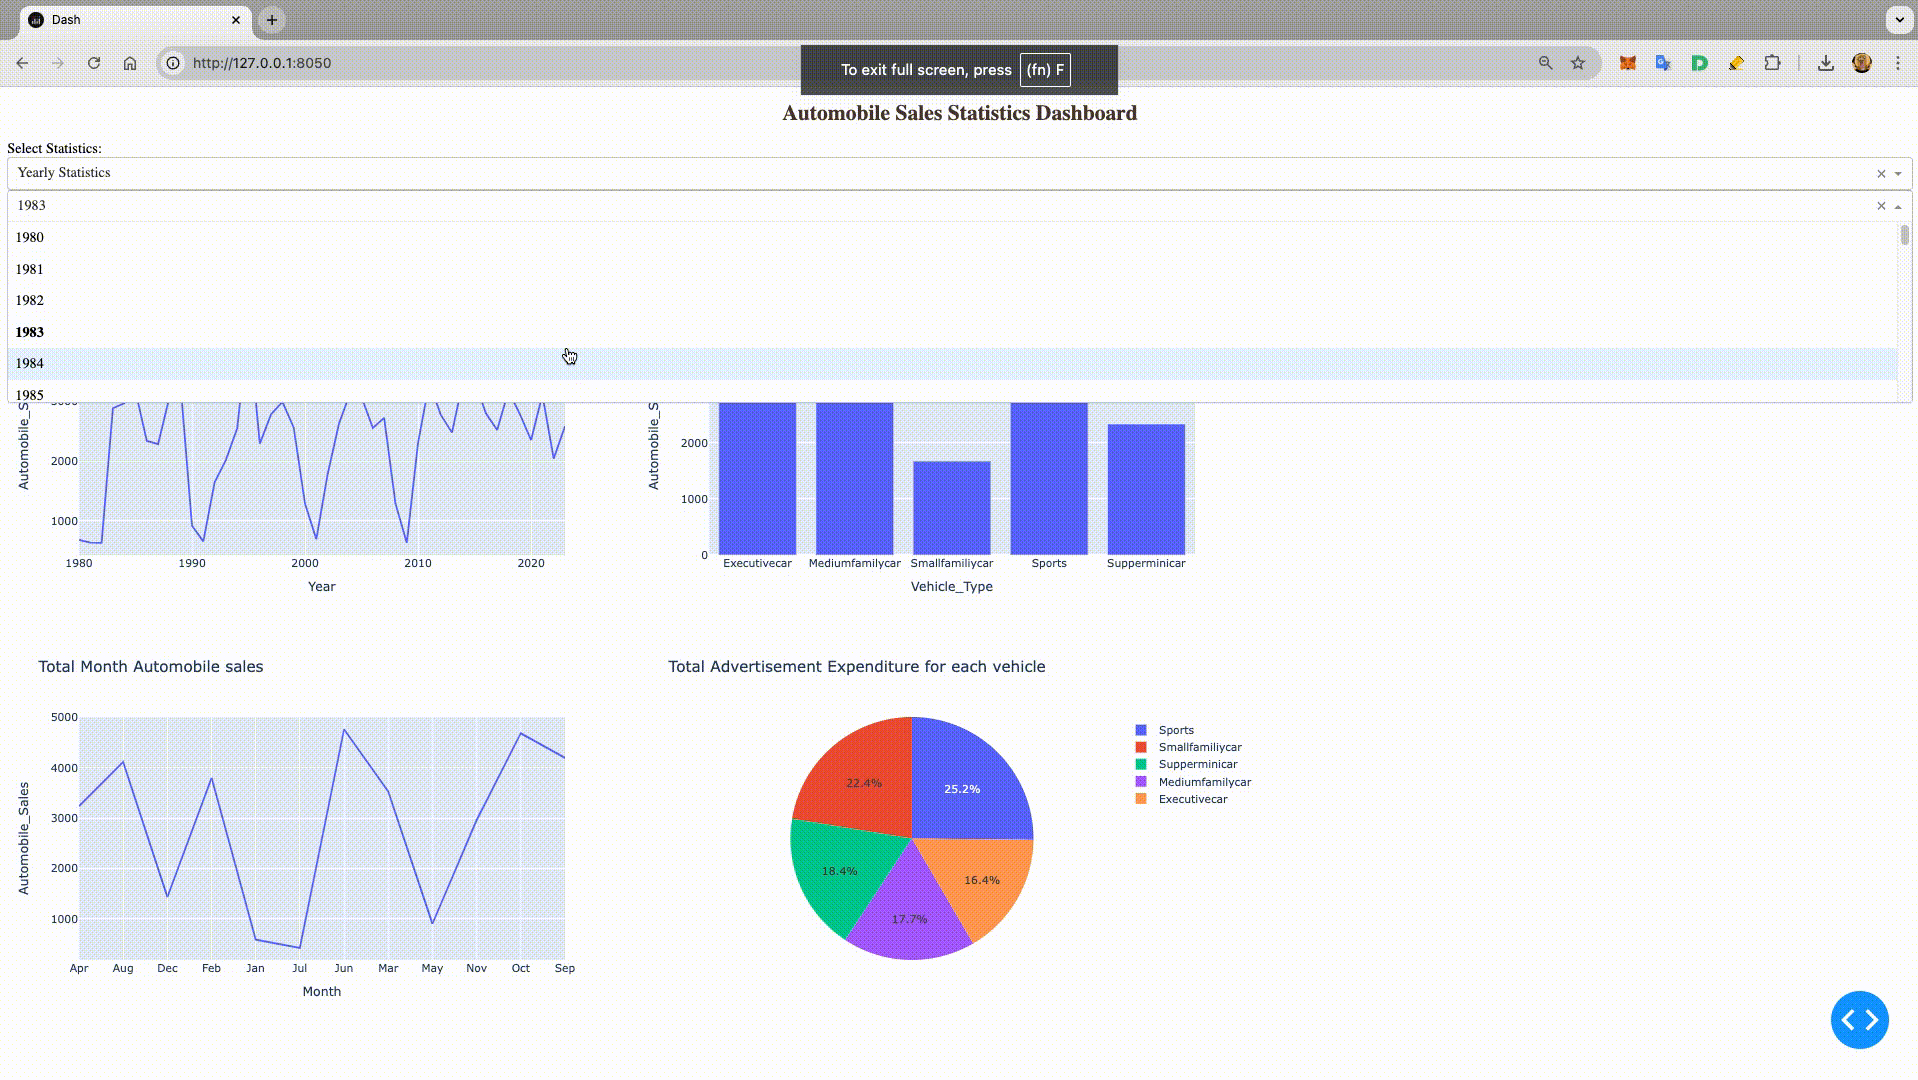 Dash
http://127.0.0.1:8050
To exit full screen, press (fn) F
Automobile Sales Statistics Dashboard
Select Statistics:
Yearly Statistics
1983
1980
1981
1982
1983
1984
1985
2000
1000
1980 1990 2000 2010 2020
Year
2000
1000
0
Executivecar Mediumfamilycar Smallfamiliycar Sports Supperminicar
Vehicle_Type
Total Month Automobile sales
Automobile_Sales
5000
4000
3000
2000
1000
Apr Aug Dec Feb Jan Jul Jun Mar May Nov Oct Sep
Month
Total Advertisement Expenditure for each vehicle
22.4%
25.2%
18.4%
16.4%
17.7%
Sports
Smallfamiliycar
Supperminicar
Mediumfamilycar
Executivecar